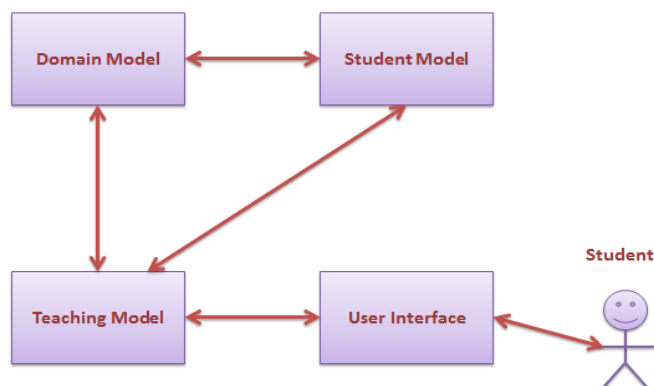 Domain Model
Student Model
Student
Teaching Model
User Interface